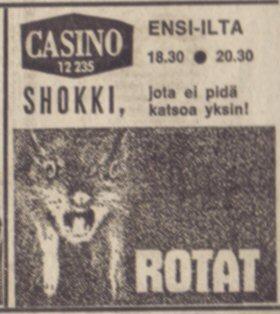 CASINO
12 235
ENSI-ILTA
18.30 ● 20.30
SHOKKI,
jota ei pidä
katsoa yksin!
ROTAT